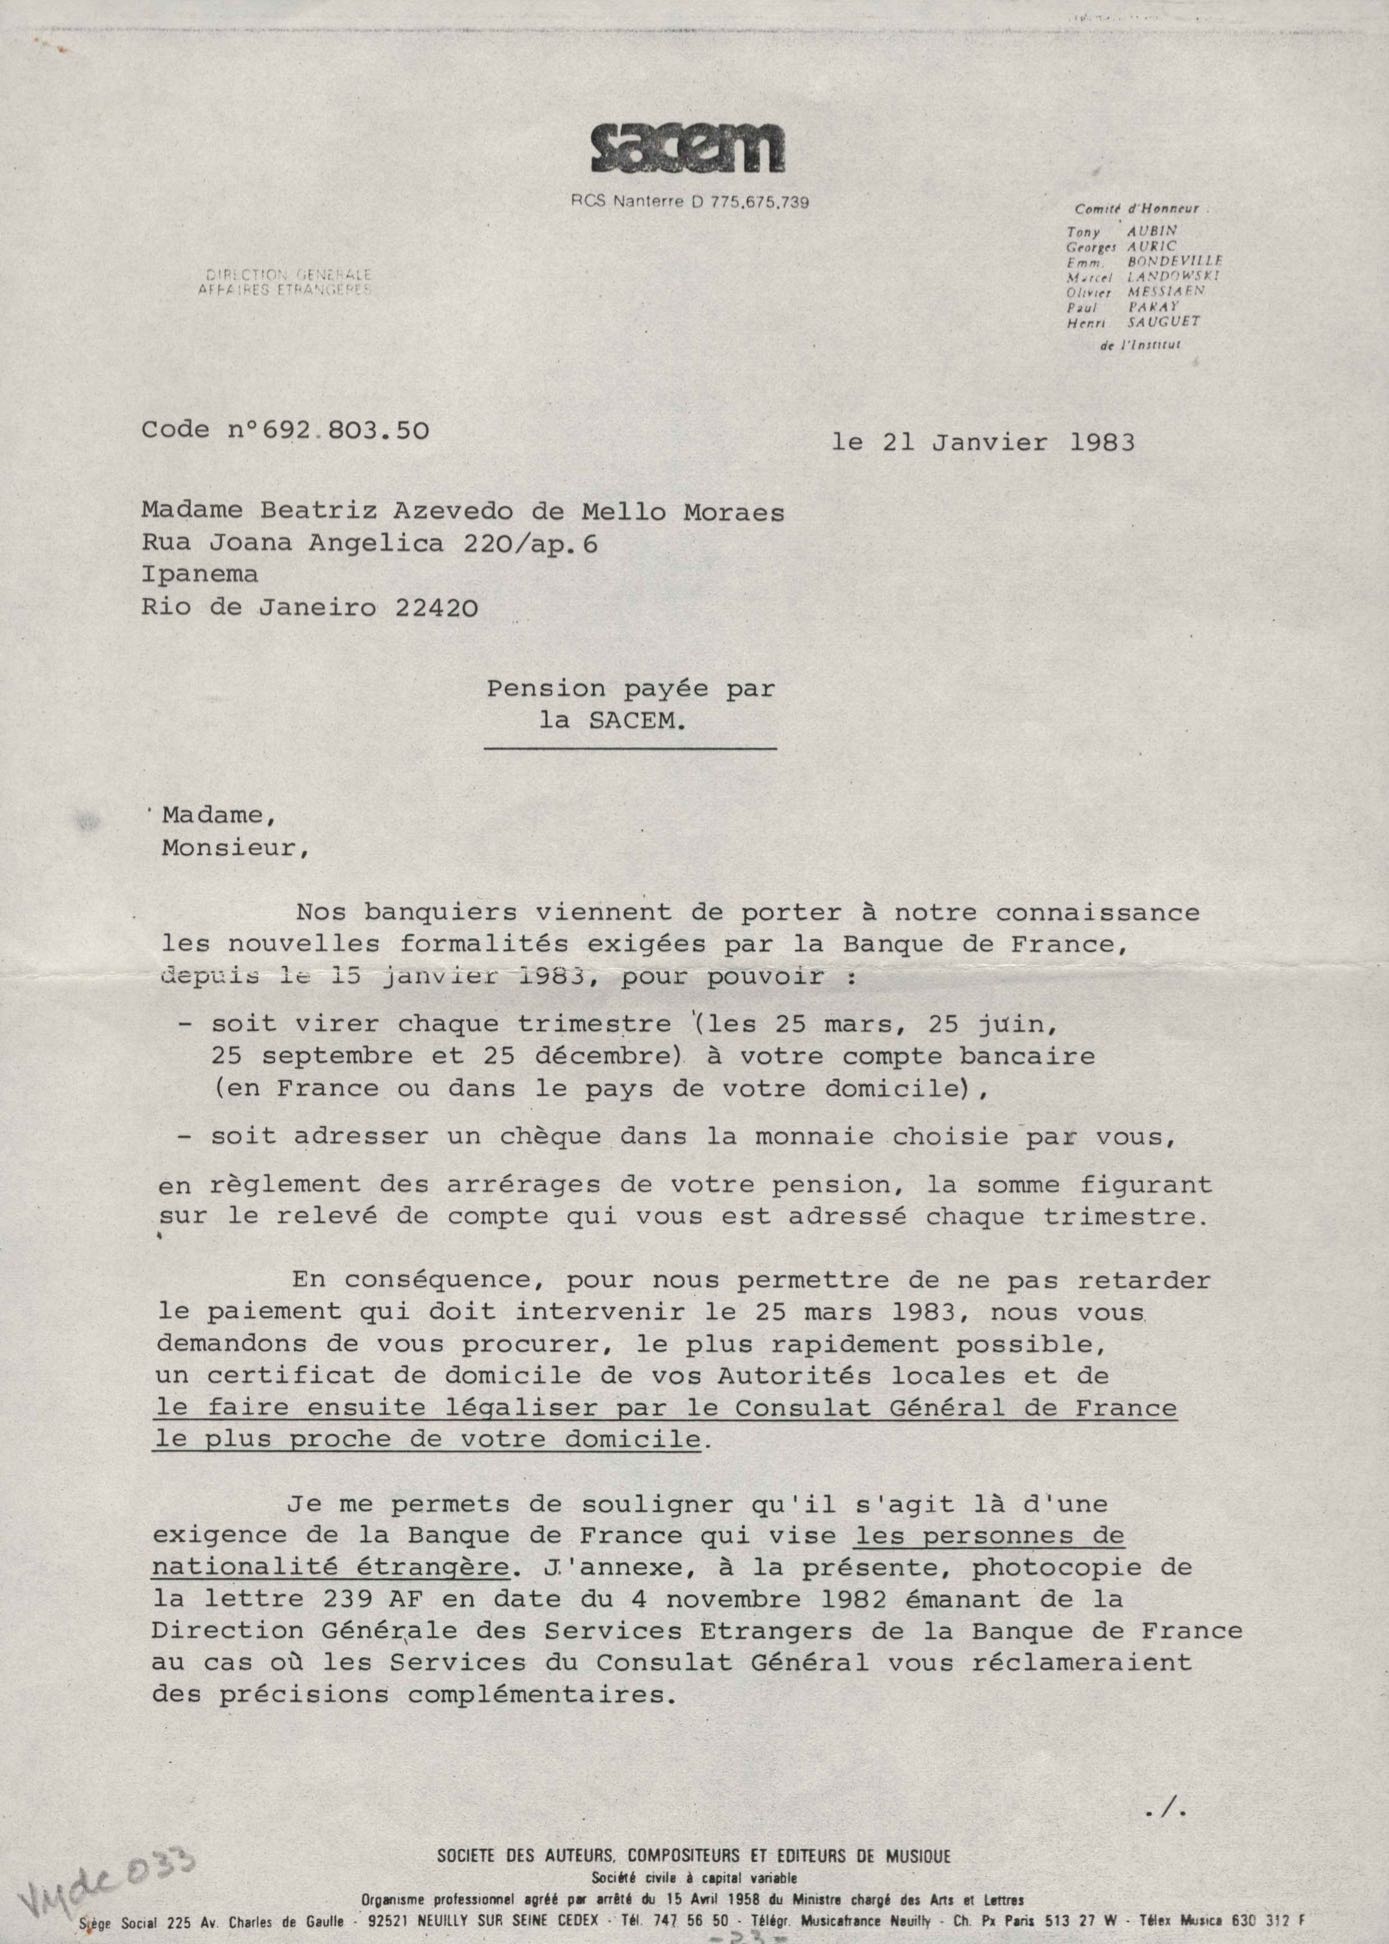 sacem
RCS Nanterre D 775.675.739
Comité d'Honneur
Tony AUBIN
Georges AURIC
Emm. BONDEVILLE
Marcel LANDOWSKI
Olivier MESSIAEN
Paul PARAY
Henri SAUGUET
de l'Institut
DIRECTION GENERALE
AFFAIRES ETRANGERES
Code n°692.803.50
le 21 Janvier 1983
Madame Beatriz Azevedo de Mello Moraes
Rua Joana Angelica 220/ap.6
Ipanema
Rio de Janeiro 22420
Pension payée par
la SACEM.
Madame,
Monsieur,
Nos banquiers viennent de porter à notre connaissance
les nouvelles formalités exigées par la Banque de France,
depuis le 15 janvier 1983, pour pouvoir :
- soit virer chaque trimestre (les 25 mars, 25 juin,
25 septembre et 25 décembre) à votre compte bancaire
(en France ou dans le pays de votre domicile),
- soit adresser un chèque dans la monnaie choisie par vous,
en règlement des arrérages de votre pension, la somme figurant
sur le relevé de compte qui vous est adressé chaque trimestre.
En conséquence, pour nous permettre de ne pas retarder
le paiement qui doit intervenir le 25 mars 1983, nous vous
demandons de vous procurer, le plus rapidement possible,
un certificat de domicile de vos Autorités locales et de
le faire ensuite légaliser par le Consulat Général de France
le plus proche de votre domicile.
Je me permets de souligner qu'il s'agit là d'une
exigence de la Banque de France qui vise les personnes de
nationalité étrangère. J'annexe, à la présente, photocopie de
la lettre 239 AF en date du 4 novembre 1982 émanant de la
Direction Générale des Services Etrangers de la Banque de France
au cas où les Services du Consulat Général vous réclameraient
des précisions complémentaires.
./.
SOCIETE DES AUTEURS, COMPOSITEURS ET EDITEURS DE MUSIQUE
Société civile à capital variable
Organisme professionnel agréé par arrêté du 15 Avril 1958 du Ministre chargé des Arts et Lettres
Siège Social 225 Av. Charles de Gaulle - 92521 NEUILLY SUR SEINE CEDEX - Tél. 747 56 50 - Télégr. Musicafrance Neuilly - Ch. Px Paris 513 27 W - Télex Musica 630 312 F
Vmdc033
-23-